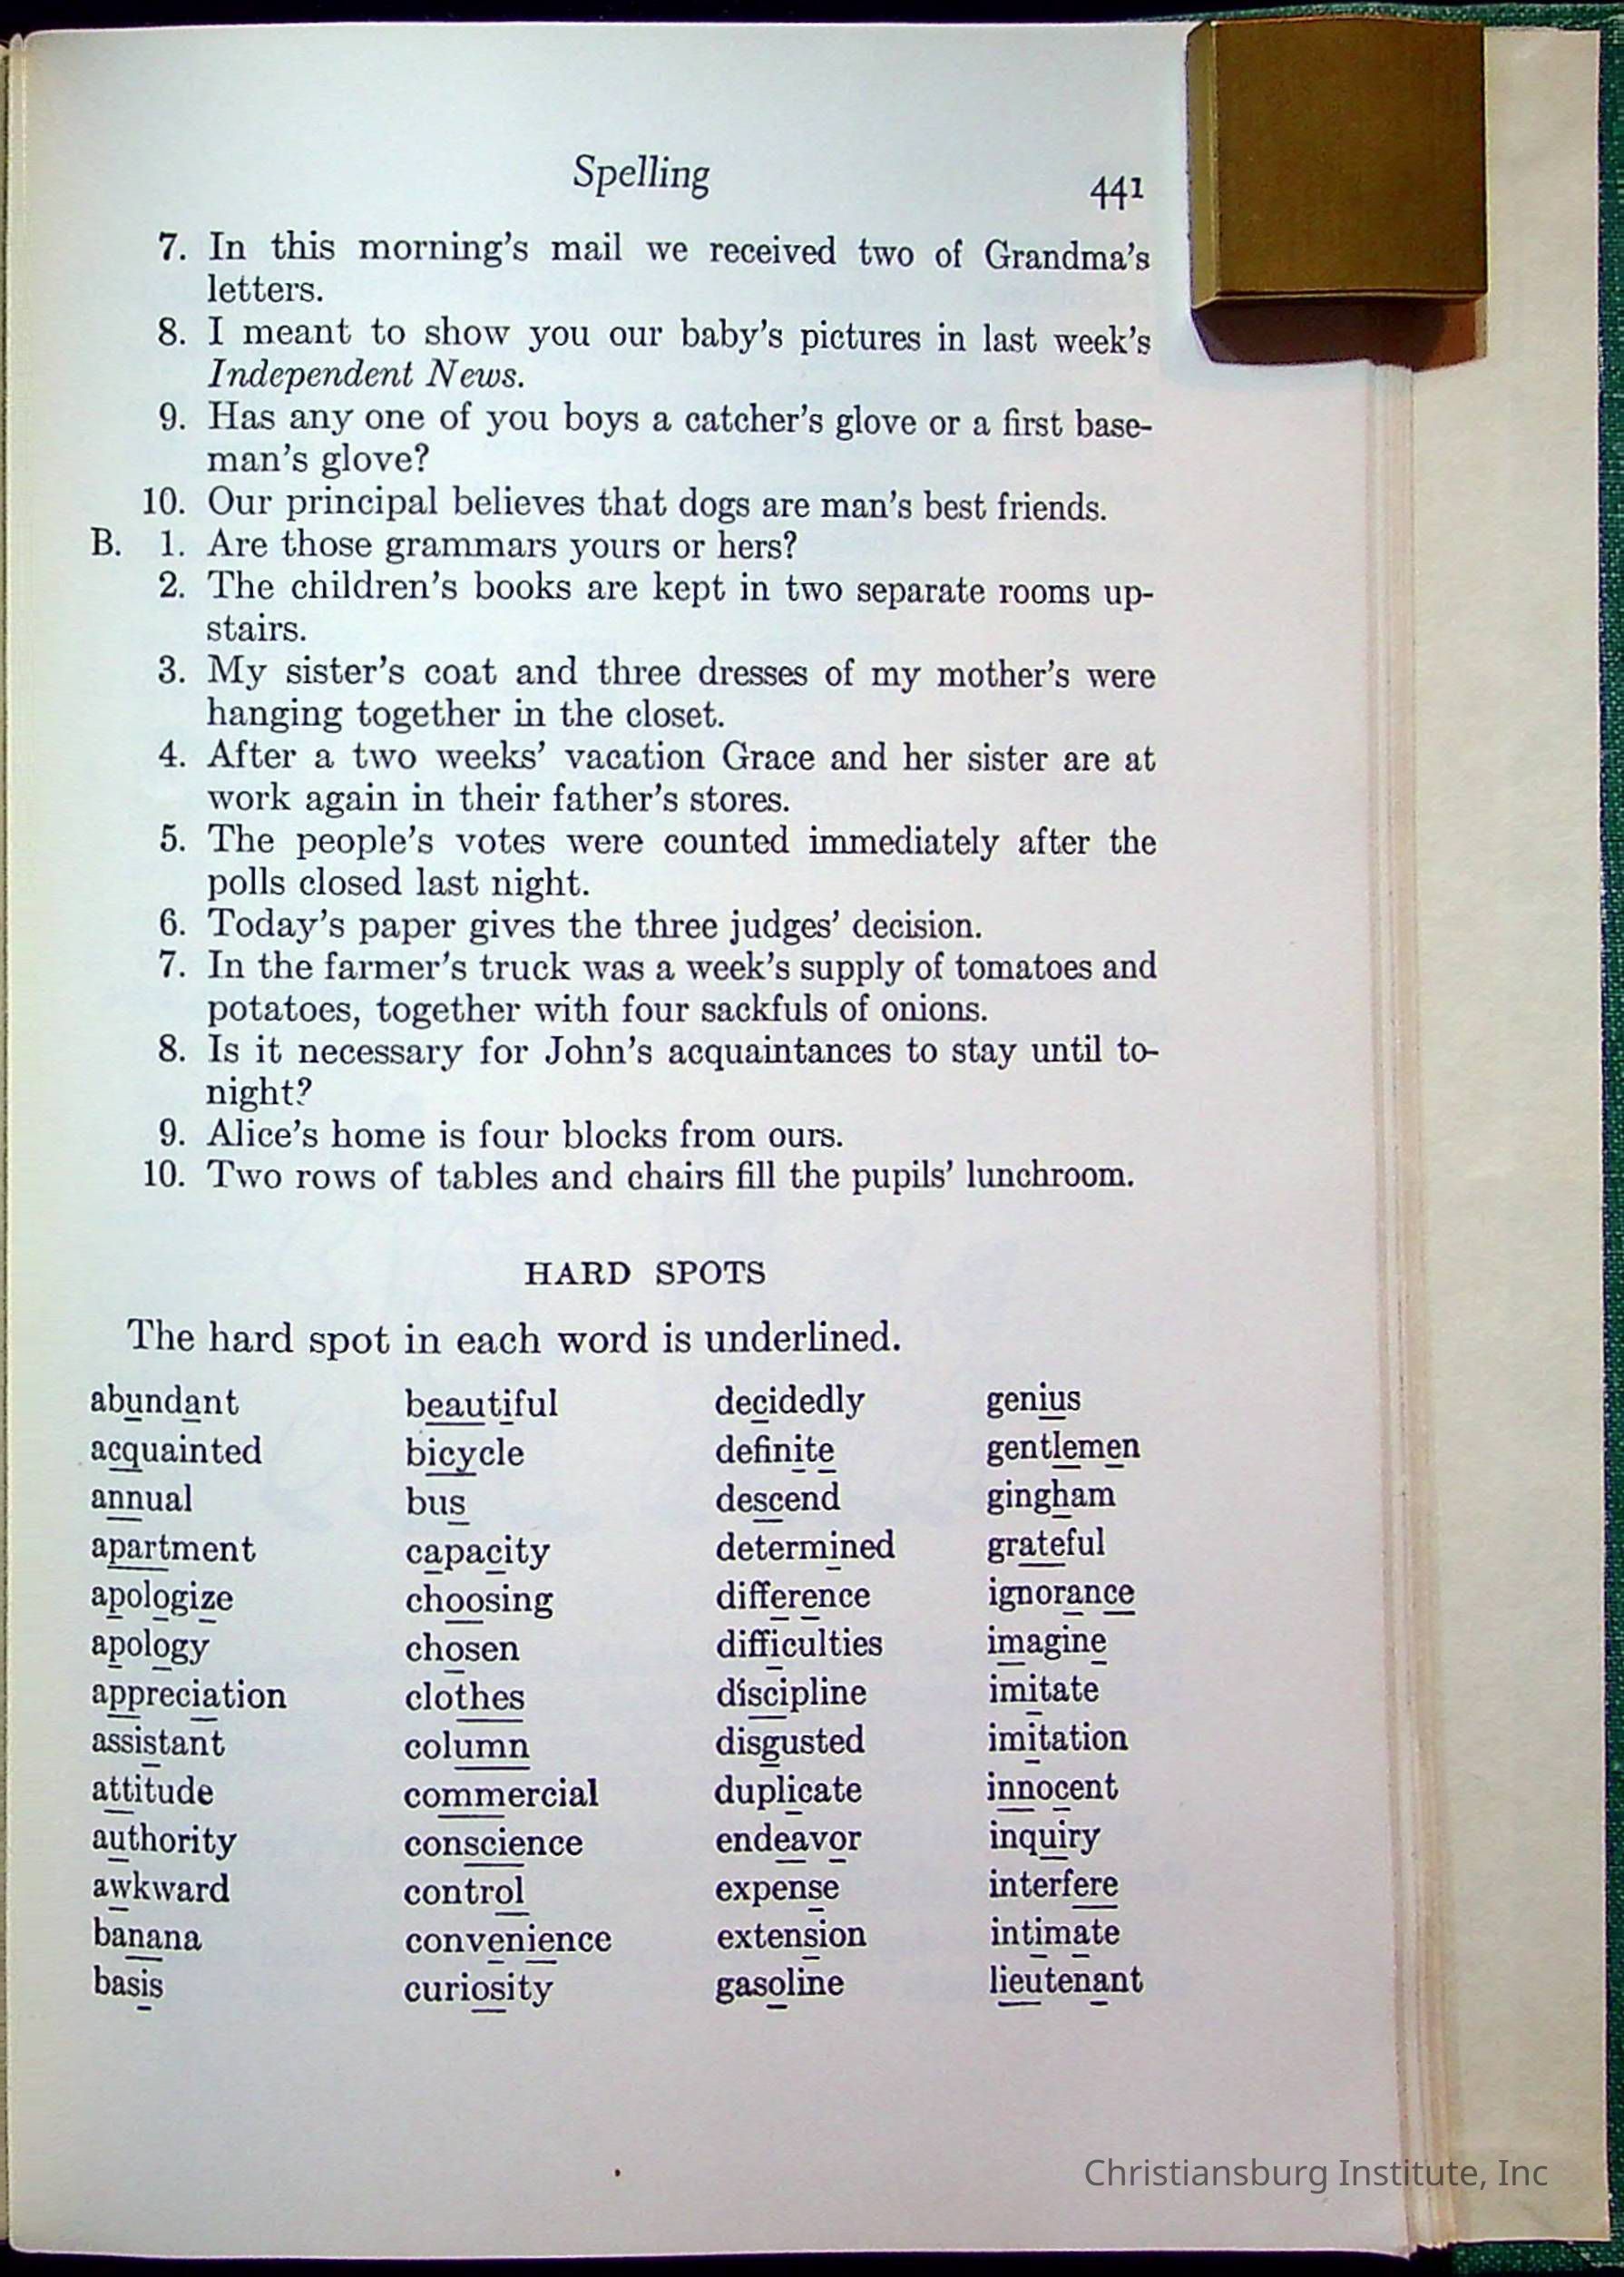 Spelling 441
7. In this morning's mail we received two of Grandma's
letters.
8. I meant to show you our baby's pictures in last week's
Independent News.
9. Has any one of you boys a catcher's glove or a first base-
man's glove?
10. Our principal believes that dogs are man's best friends.
B. 1. Are those grammars yours or hers?
2. The children's books are kept in two separate rooms up-
stairs.
3. My sister's coat and three dresses of my mother's were
hanging together in the closet.
4. After a two weeks' vacation Grace and her sister are at
work again in their father's stores.
5. The people's votes were counted immediately after the
polls closed last night.
6. Today's paper gives the three judges' decision.
7. In the farmer's truck was a week's supply of tomatoes and
potatoes, together with four sackfuls of onions.
8. Is it necessary for John's acquaintances to stay until to-
night?
9. Alice's home is four blocks from ours.
10. Two rows of tables and chairs fill the pupils' lunchroom.
HARD SPOTS
The hard spot in each word is underlined.
abundant beautiful decidedly genius
acquainted bicycle definite gentlemen
annual bus descend gingham
apartment capacity determined grateful
apologize choosing difference ignorance
apology chosen difficulties imagine
appreciation clothes discipline imitate
assistant column disgusted imitation
attitude commercial duplicate innocent
authority conscience endeavor inquiry
awkward control expense interfere
banana convenience extension intimate
basis curiosity gasoline lieutenant
Christiansburg Institute, Inc